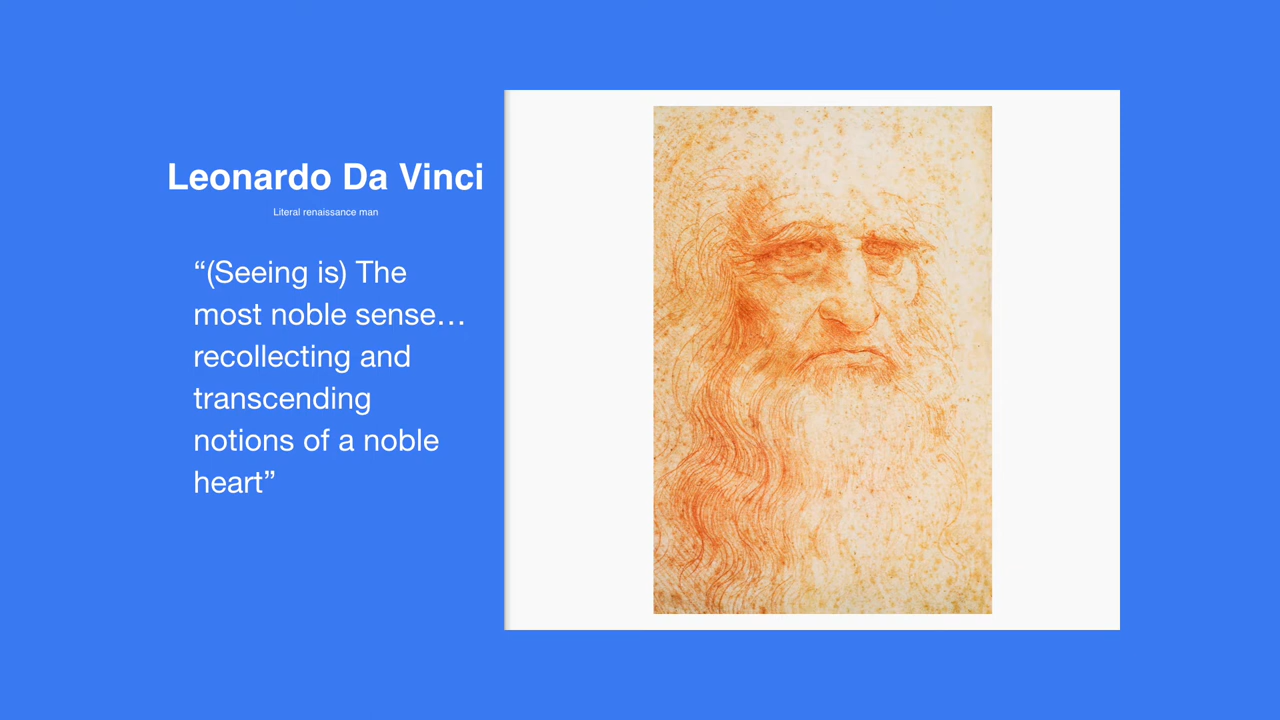 Leonardo Da Vinci
Literal renaissance man
“(Seeing is) The
most noble sense…
recollecting and
transcending
notions of a noble
heart”